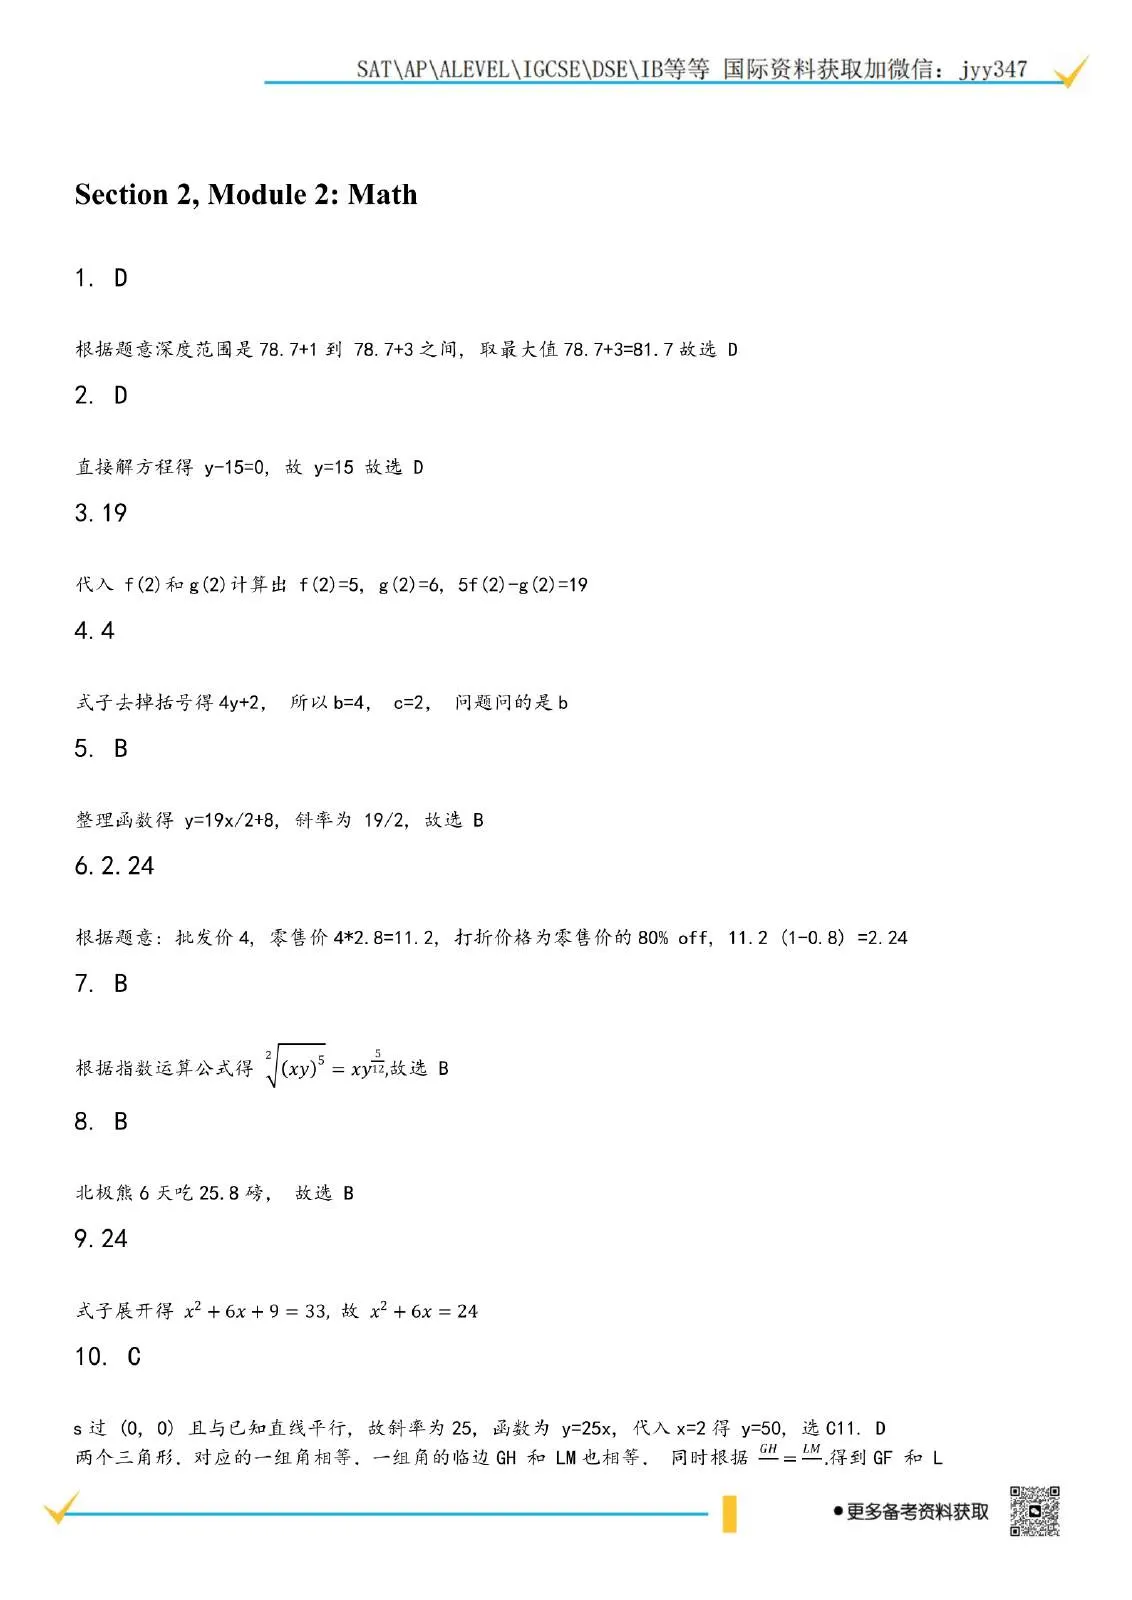 SAT\AP\ALEVEL\IGCSE\DSE\IB等等 国际资料获取加微信：jyy347
Section 2, Module 2: Math
1. D
根据题意深度范围是 78.7+1 到 78.7+3 之间，取最大值 78.7+3=81.7 故选 D
2. D
直接解方程得 y-15=0，故 y=15 故选 D
3.19
代入 f(2)和 g(2)计算出 f(2)=5，g(2)=6，5f(2)-g(2)=19
4.4
式子去掉括号得 4y+2， 所以 b=4， c=2， 问题问的是 b
5. B
整理函数得 y=19x/2+8，斜率为 19/2，故选 B
6.2.24
根据题意：批发价 4，零售价 4*2.8=11.2，打折价格为零售价的 80% off，11.2（1-0.8）=2.24
7. B
根据指数运算公式得 \sqrt[2]{(xy)^5} = xy^{\frac{5}{12}},故选 B
8. B
北极熊 6 天吃 25.8 磅， 故选 B
9.24
式子展开得 x² + 6x + 9 = 33, 故 x² + 6x = 24
10. C
s 过（0，0）且与已知直线平行，故斜率为 25，函数为 y=25x，代入 x=2 得 y=50，选 C11. D
两个三角形，对应的一组角相等，一组角的临边 GH 和 LM 也相等， 同时根据 GH = LM ,得到 GF 和 L
●更多备考资料获取